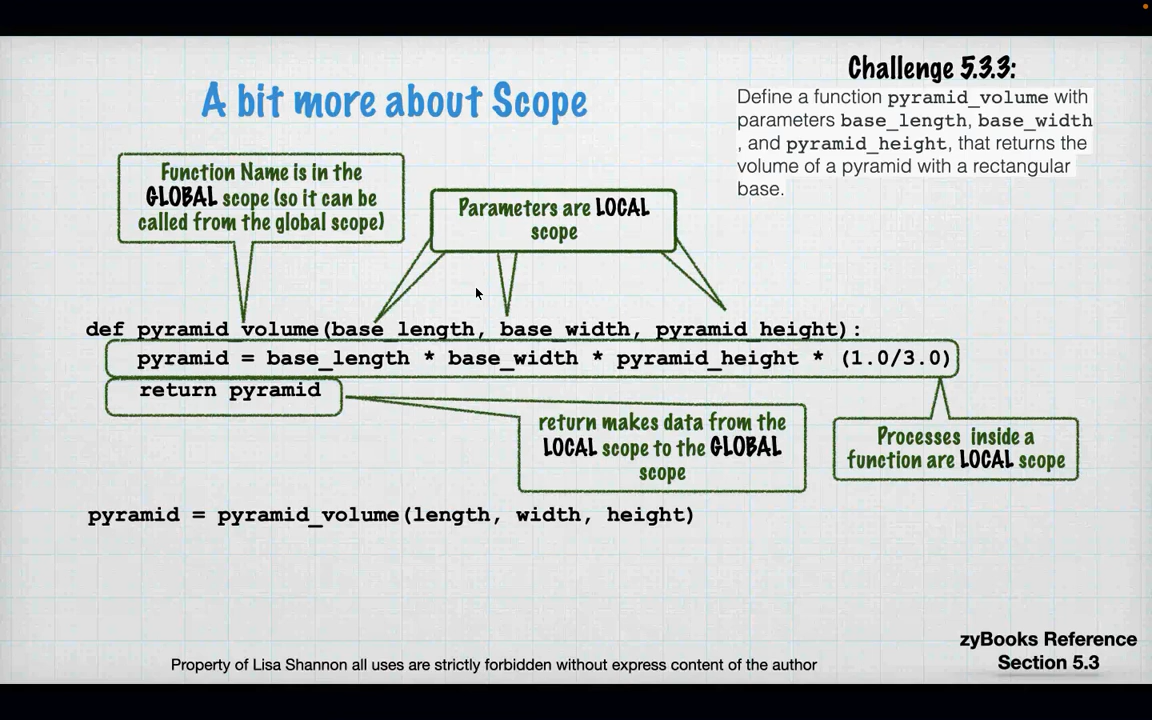 A bit more about Scope
Challenge 5.3.3:
Define a function pyramid_volume with
parameters base_length, base_width
, and pyramid_height, that returns the
volume of a pyramid with a rectangular
base.
Function Name is in the
GLOBAL scope (so it can be
called from the global scope)
Parameters are LOCAL
scope
def pyramid_volume(base_length, base_width, pyramid_height):
pyramid = base_length * base_width * pyramid_height * (1.0/3.0)
return pyramid
return makes data from the
LOCAL scope to the GLOBAL
scope
Processes inside a
function are LOCAL scope
pyramid = pyramid_volume(length, width, height)
zyBooks Reference
Section 5.3
Property of Lisa Shannon all uses are strictly forbidden without express content of the author